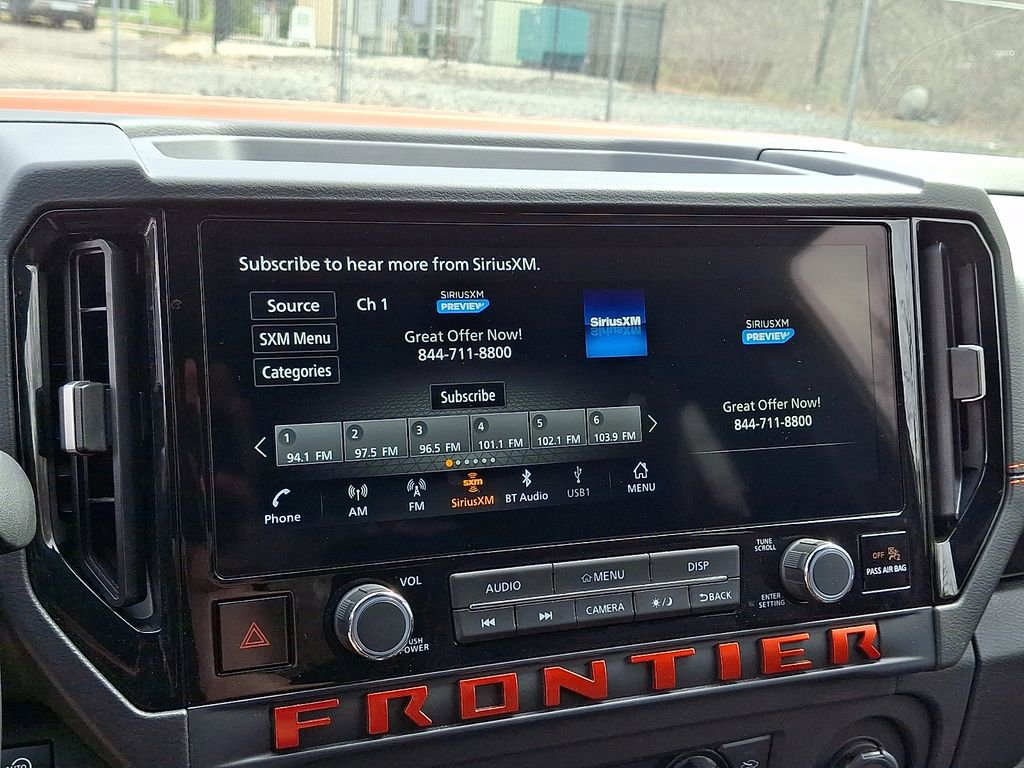 Subscribe to hear more from SiriusXM.
Source
Ch 1
SIRIUSXM
PREVIEW
SiriusXM
SIRIUSXM
PREVIEW
SXM Menu
Great Offer Now!
844-711-8800
Categories
Subscribe
Great Offer Now!
844-711-8800
1
94.1 FM
2
97.5 FM
3
96.5 FM
4
101.1 FM
5
102.1 FM
6
103.9 FM
Phone
AM
FM
sxm
SiriusXM
BT Audio
USB1
MENU
VOL
PUSH
POWER
AUDIO
MENU
DISP
CAMERA
BACK
TUNE
SCROLL
ENTER
SETTING
OFF
PASS AIR BAG
FRONTIER
AUTO